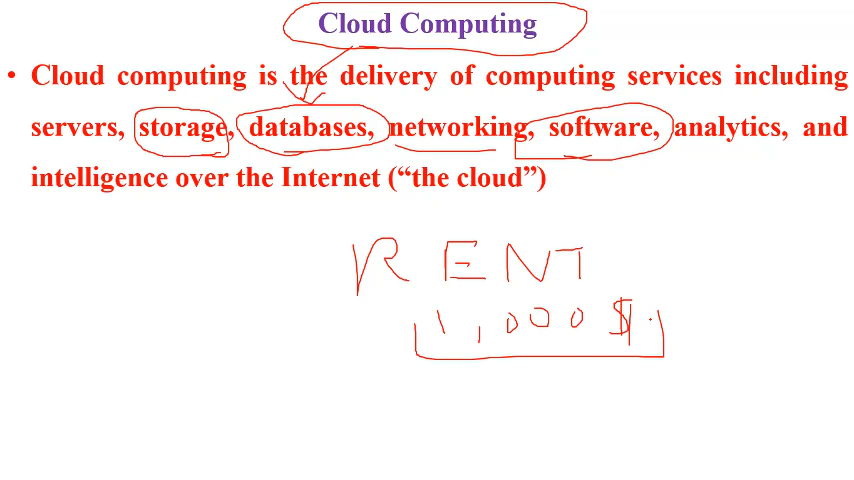 Cloud Computing
• Cloud computing is the delivery of computing services including
servers, storage, databases, networking, software, analytics, and
intelligence over the Internet (“the cloud”)
RENT
1,000 $.